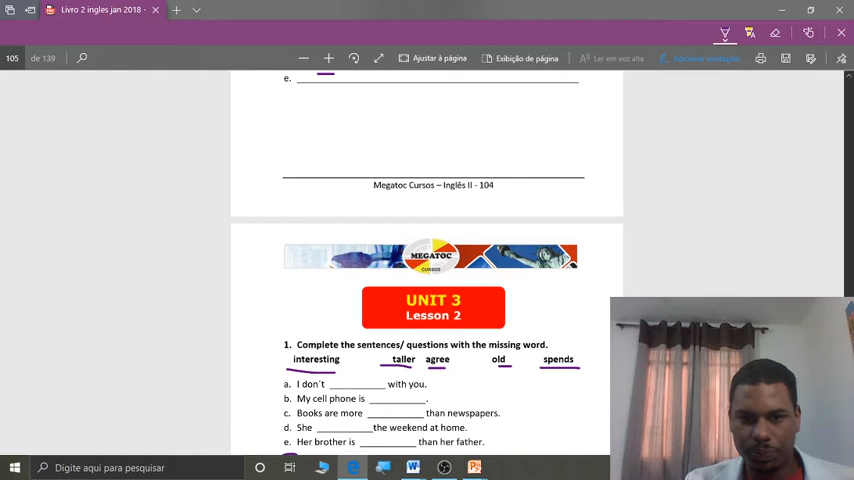 Livro 2 ingles jan 2018 -
105 de 139
Ajustar à página
Exibição de página
Ler em voz alta
Adicionar anotações
e. ________________
Megatoc Cursos – Inglês II - 104
MEGATOC
CURSOS
UNIT 3
Lesson 2
1. Complete the sentences/ questions with the missing word.
interesting taller agree old spends
a. I don´t ___________ with you.
b. My cell phone is ___________.
c. Books are more ___________ than newspapers.
d. She ___________the weekend at home.
e. Her brother is ___________ than her father.
Digite aqui para pesquisar